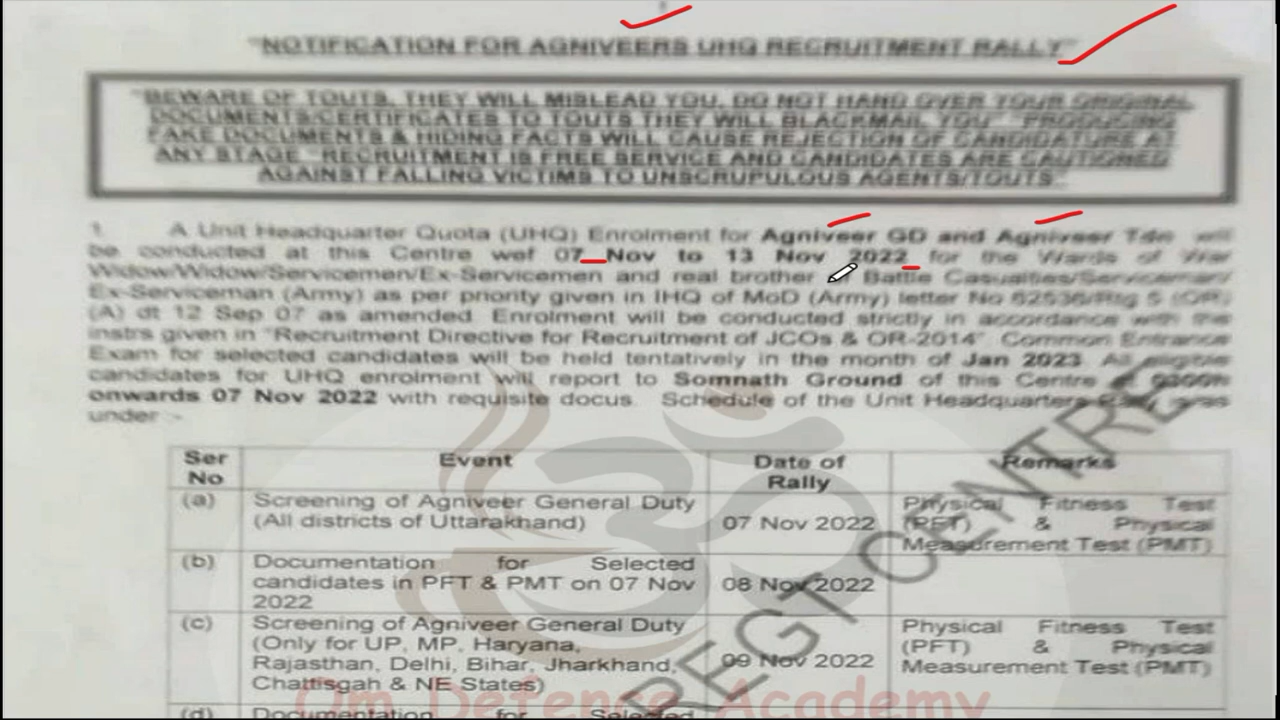 "NOTIFICATION FOR AGNIVEERS UHQ RECRUITMENT RALLY"
"BEWARE OF TOUTS, THEY WILL MISLEAD YOU, DO NOT HAND OVER YOUR ORIGINAL
DOCUMENTS/CERTIFICATES TO TOUTS THEY WILL BLACKMAIL YOU" "PRODUCING
FAKE DOCUMENTS & HIDING FACTS WILL CAUSE REJECTION OF CANDIDATURE AT
ANY STAGE "RECRUITMENT IS FREE SERVICE AND CANDIDATES ARE CAUTIONED
AGAINST FALLING VICTIMS TO UNSCRUPULOUS AGENTS/TOUTS"
1. A Unit Headquarter Quota (UHQ) Enrolment for Agniveer GD and Agniveer Tdn will
be conducted at this Centre wef 07 Nov to 13 Nov 2022 for the Wards of War
Widow/Widow/Servicemen/Ex-Servicemen and real brother of Battle Casualties/Serviceman/
Ex-Serviceman (Army) as per priority given in IHQ of MoD (Army) letter No
(A) dt 12 Sep 07 as amended. Enrolment will be conducted strictly in accordance with the
instrs given in "Recruitment Directive for Recruitment of JCOs & OR-2014" Common Entrance
Exam for selected candidates will be held tentatively in the month of Jan 2023. All eligible
candidates for UHQ enrolment will report to Somnath Ground of this Centre at
onwards 07 Nov 2022 with requisite docus. Schedule of the Unit Headquarters
under :-
Ser No Event Date of Rally Remarks
(a) Screening of Agniveer General Duty (All districts of Uttarakhand) 07 Nov 2022 Physical Fitness Test (PFT) & Physical Measurement Test (PMT)
(b) Documentation for Selected candidates in PFT & PMT on 07 Nov 2022 08 Nov 2022
(c) Screening of Agniveer General Duty (Only for UP, MP, Haryana, Rajasthan, Delhi, Bihar, Jharkhand, Chattisgah & NE States) 09 Nov 2022 Physical Fitness Test (PFT) & Physical Measurement Test (PMT)
(d) Documentation for Selected
REGT CENTRE
Om Defense Academy